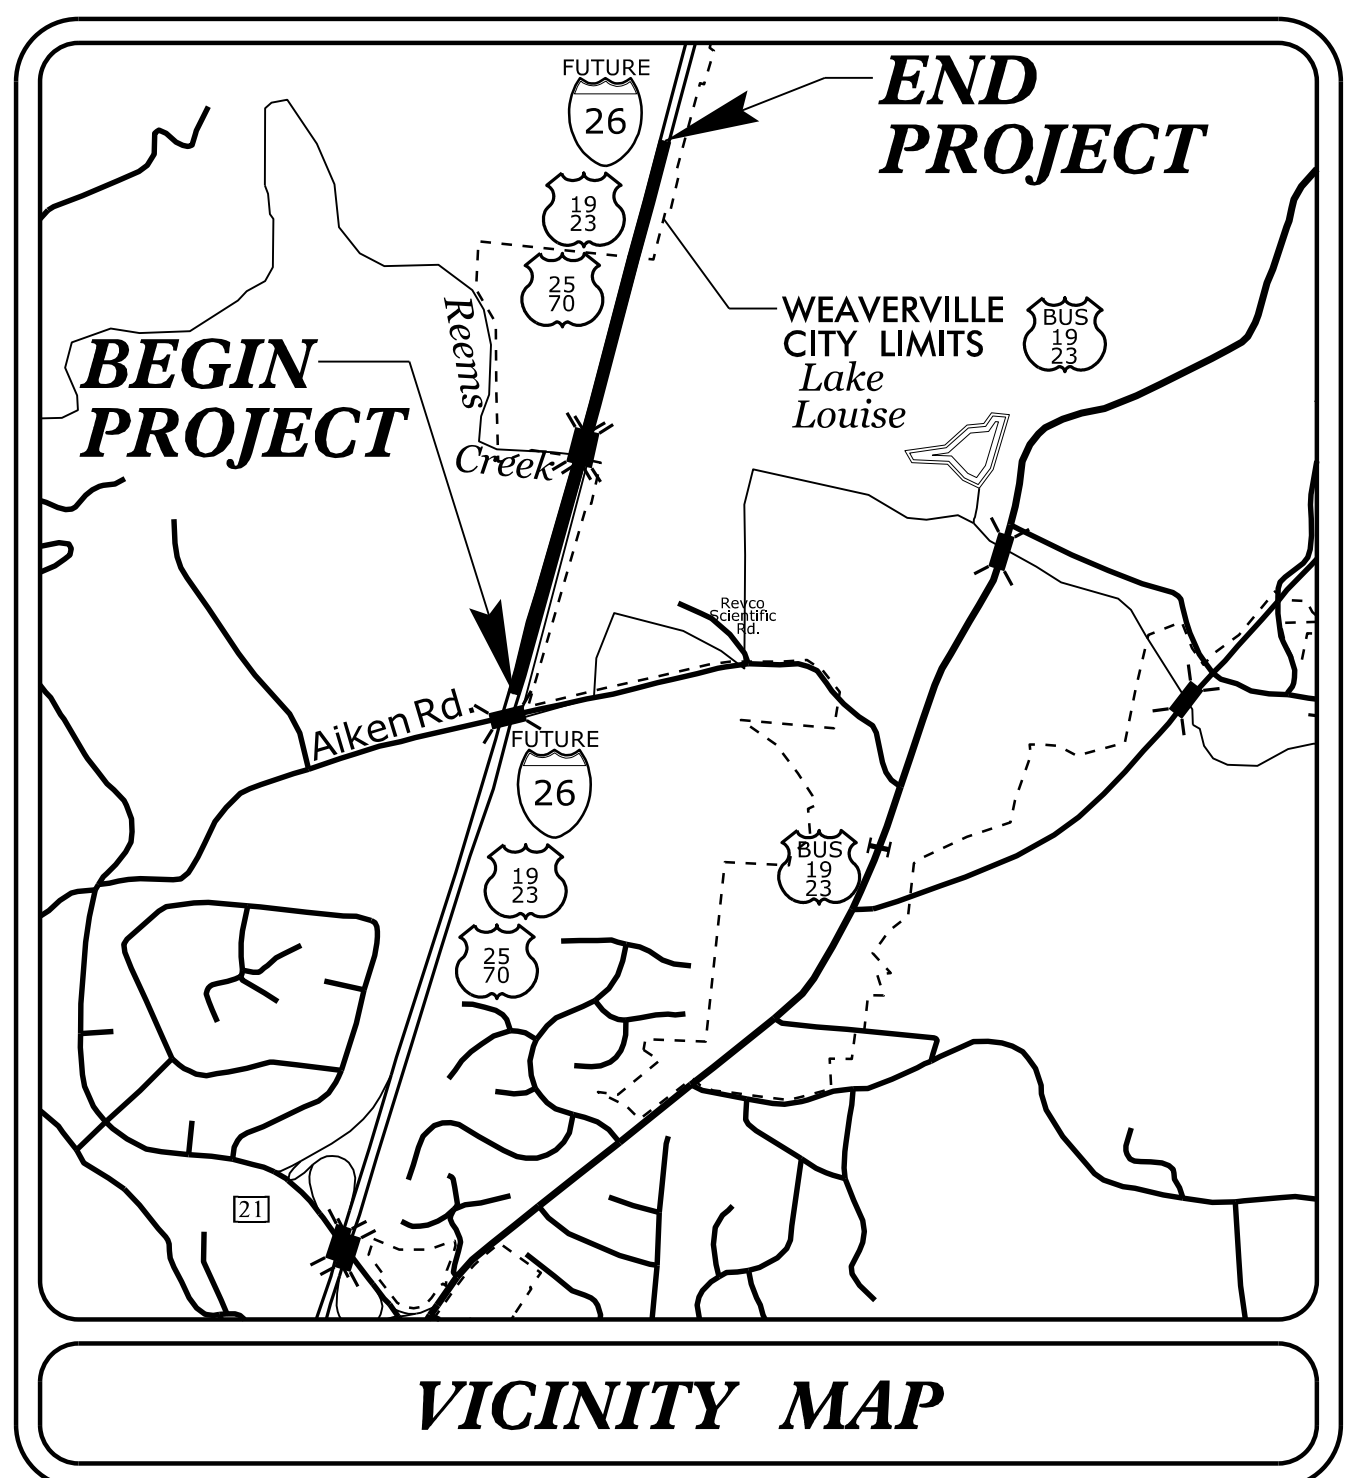 FUTURE
26
END
PROJECT
19
23
25
70
WEAVERVILLE
CITY LIMITS
BUS
19
23
Reems
Creek
BEGIN
PROJECT
Lake
Louise
Revco
Scientific
Rd.
Aiken Rd.
FUTURE
26
BUS
19
23
19
23
25
70
21
VICINITY MAP